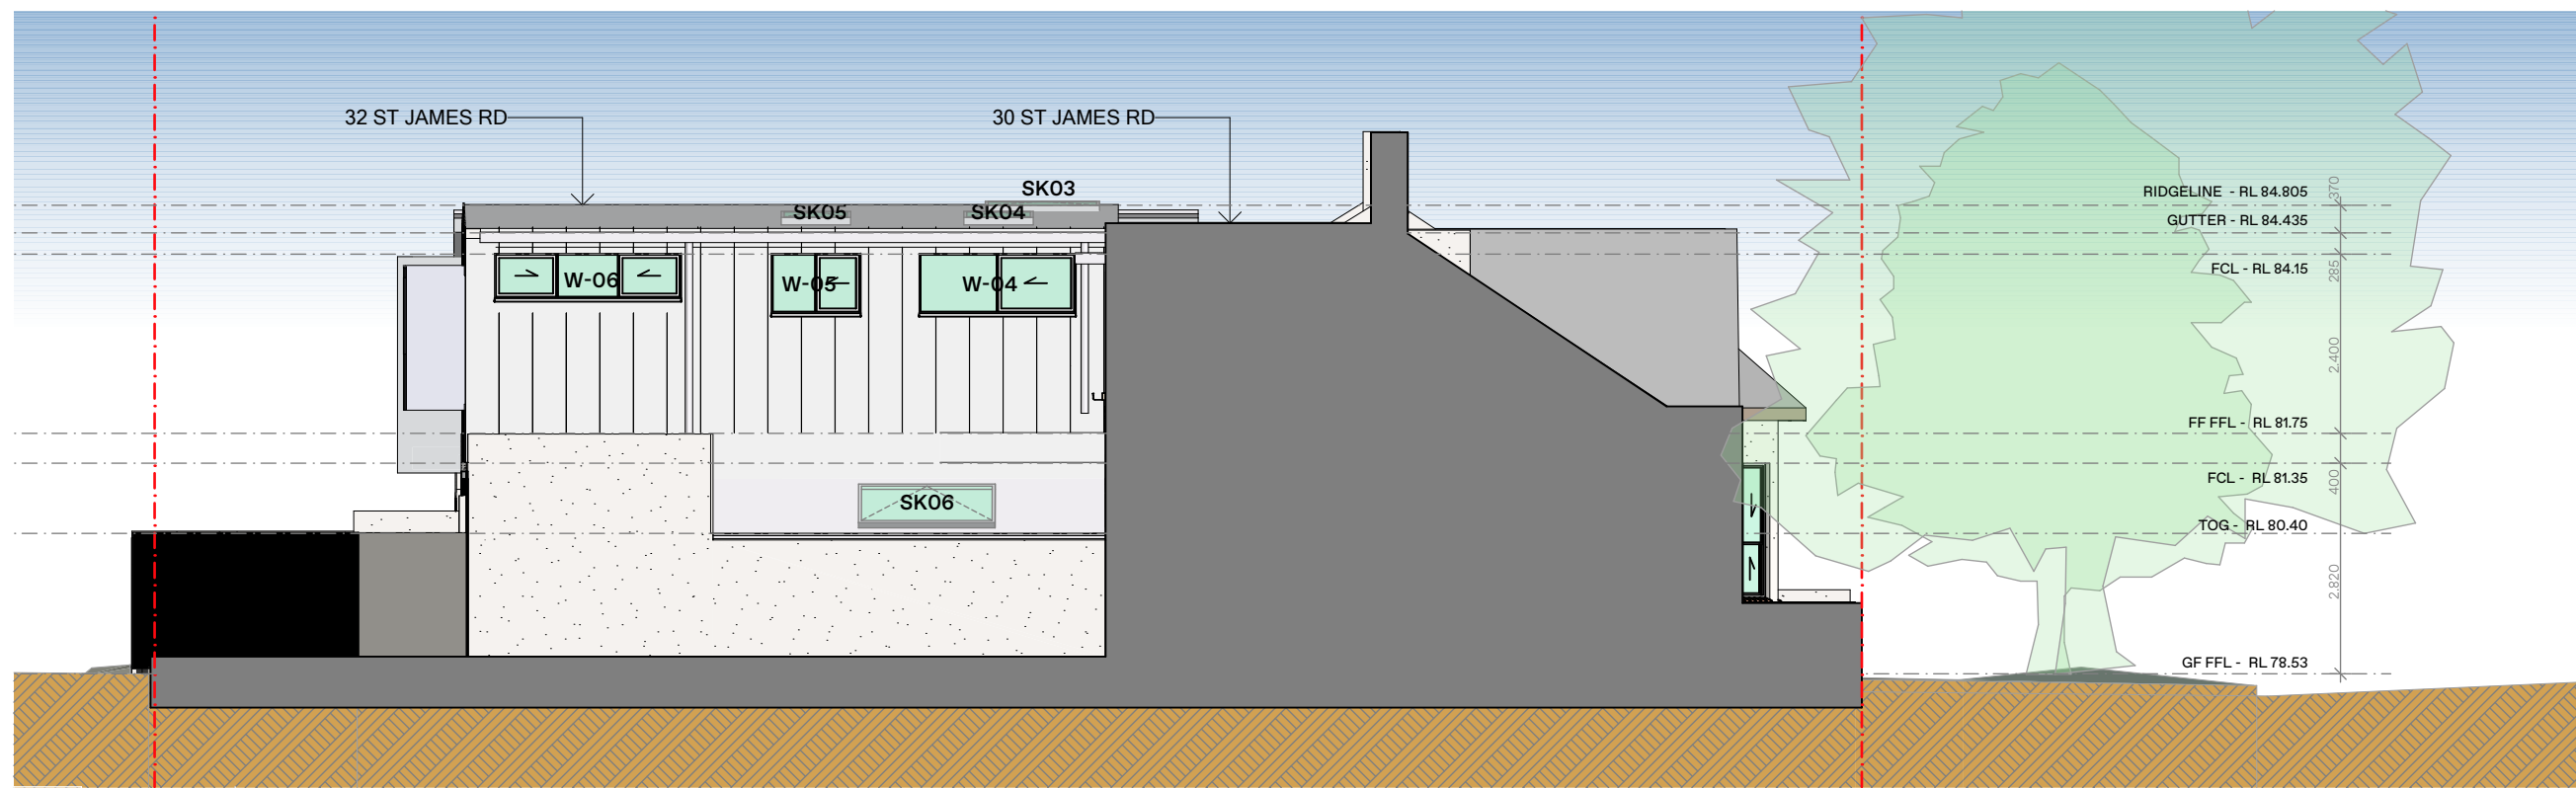 32 ST JAMES RD
30 ST JAMES RD
SK03
SK05
SK04
RIDGELINE - RL 84.805
370
GUTTER - RL 84.435
W-06
W-05
W-04
FCL - RL 84.15
285
2.400
FF FFL - RL 81.75
FCL - RL 81.35
400
SK06
TOG - RL 80.40
2.820
GF FFL - RL 78.53